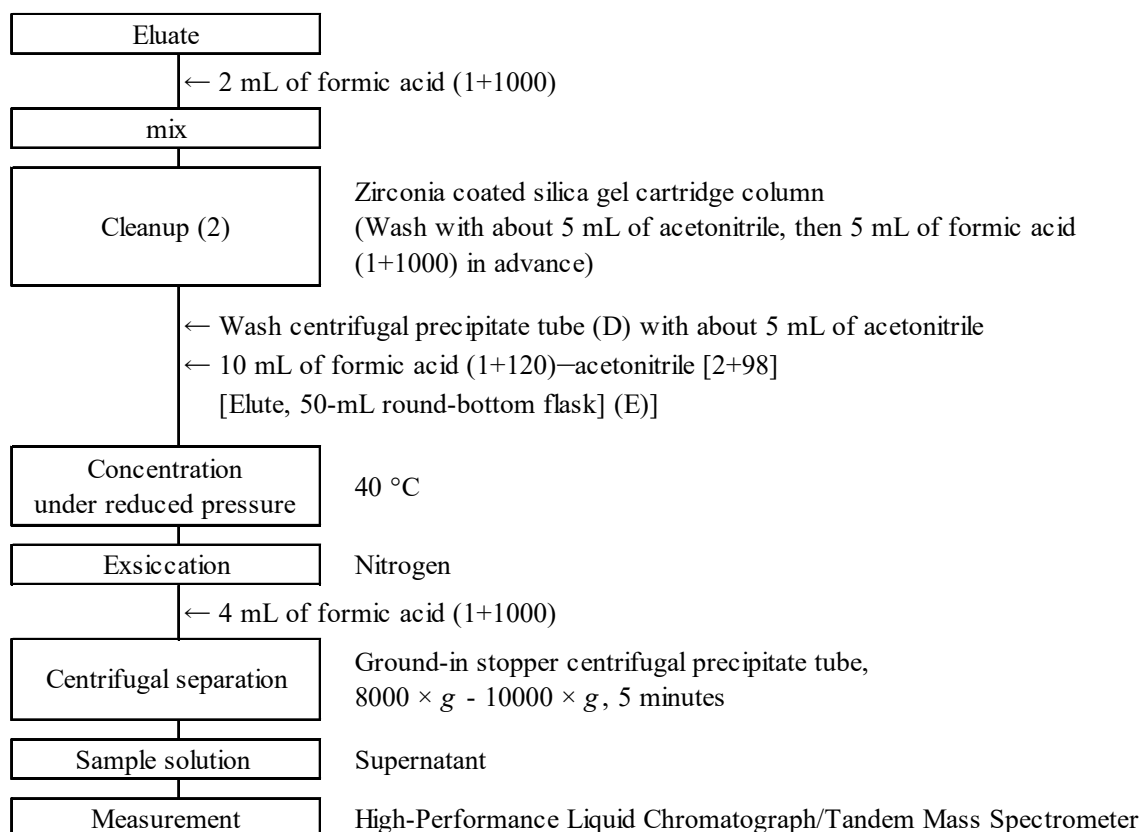 Eluate
← 2 mL of formic acid (1+1000)
mix
Cleanup (2)
Zirconia coated silica gel cartridge column
(Wash with about 5 mL of acetonitrile, then 5 mL of formic acid
(1+1000) in advance)
← Wash centrifugal precipitate tube (D) with about 5 mL of acetonitrile
← 10 mL of formic acid (1+120)−acetonitrile [2+98]
[Elute, 50-mL round-bottom flask] (E)]
Concentration
under reduced pressure
40 °C
Exsiccation
Nitrogen
← 4 mL of formic acid (1+1000)
Centrifugal separation
Ground-in stopper centrifugal precipitate tube,
8000 × g - 10000 × g, 5 minutes
Sample solution
Supernatant
Measurement
High-Performance Liquid Chromatograph/Tandem Mass Spectrometer